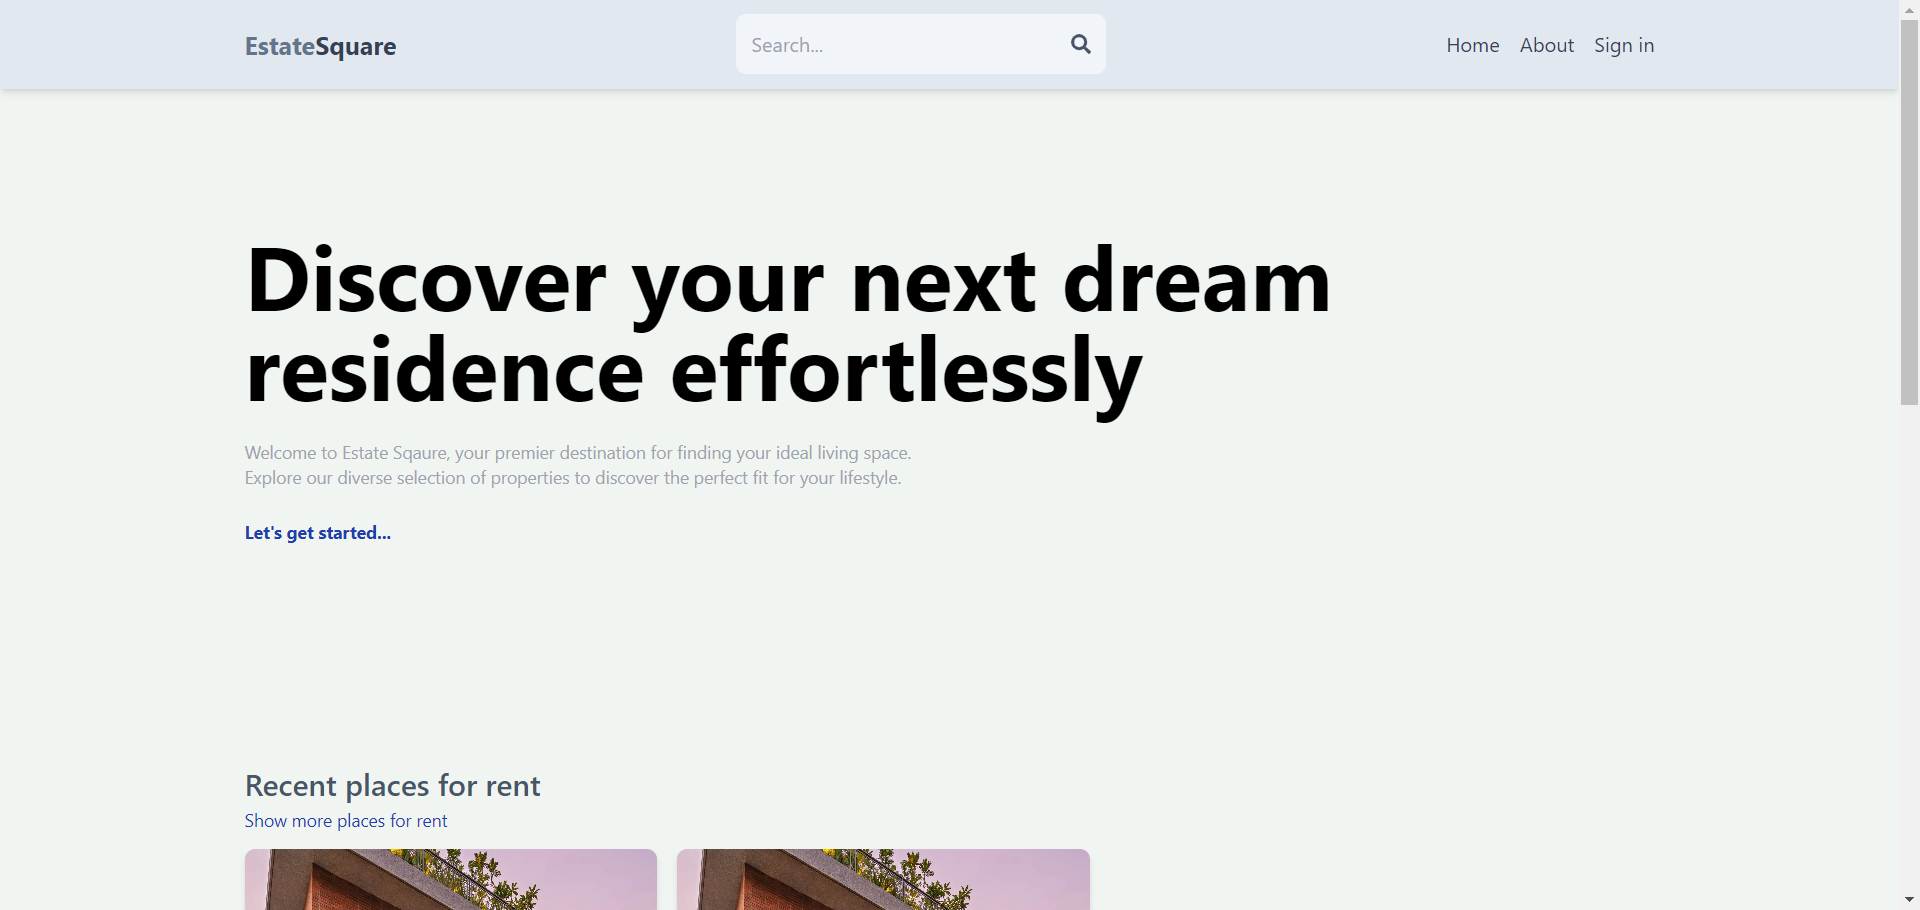 EstateSquare
Search...
Home About Sign in
Discover your next dream
residence effortlessly
Welcome to Estate Sqaure, your premier destination for finding your ideal living space.
Explore our diverse selection of properties to discover the perfect fit for your lifestyle.
Let's get started...
Recent places for rent
Show more places for rent